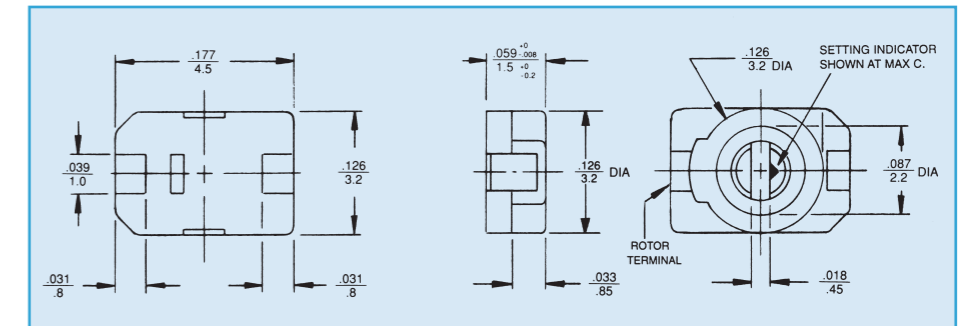 .177
4.5
.039
1.0
.126
3.2
.031
.8
.031
.8
.059 +0 -.008
1.5 +0 -0.2
.126
3.2 DIA
.033
.85
.126
3.2 DIA
SETTING INDICATOR
SHOWN AT MAX C.
.087
2.2 DIA
ROTOR
TERMINAL
.018
.45